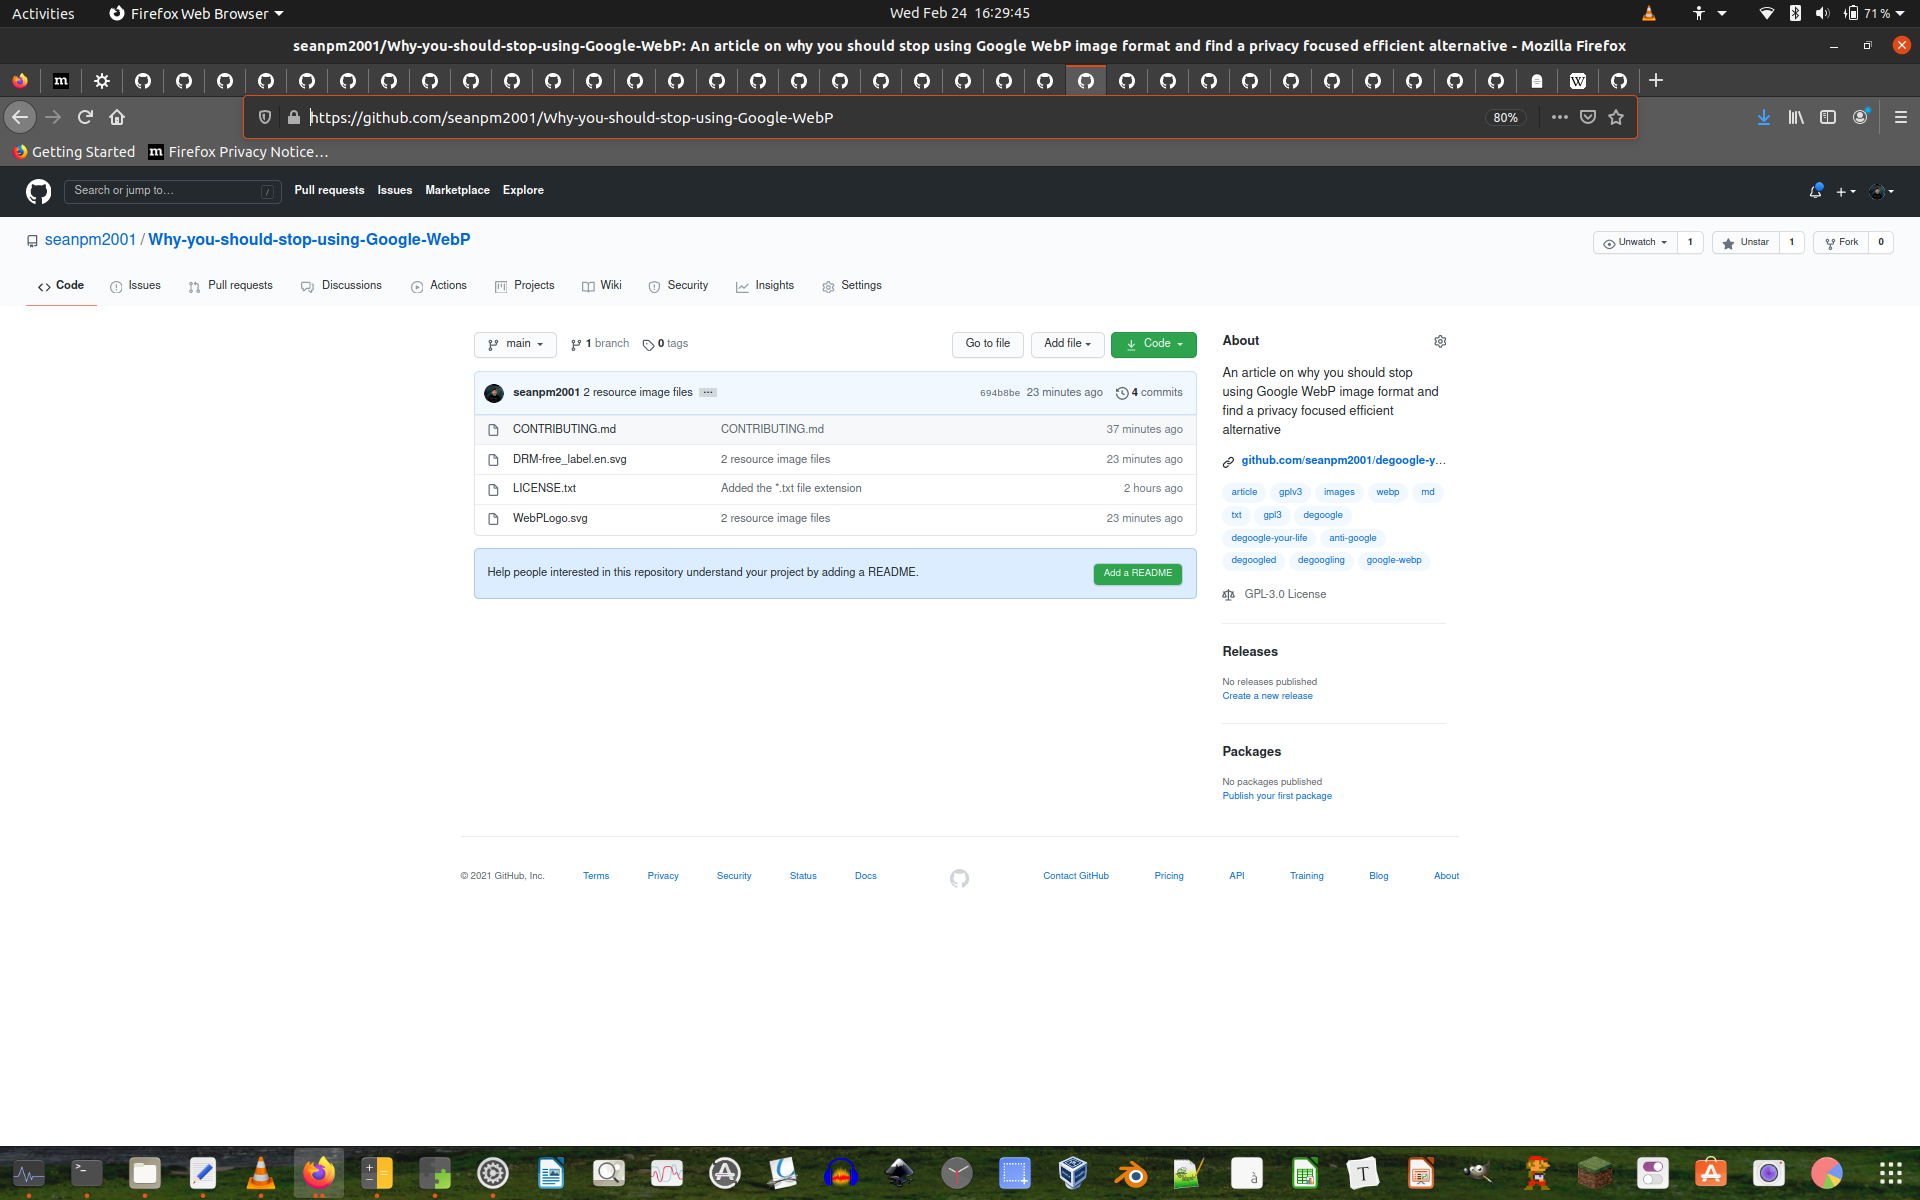 Activities
Firefox Web Browser
Wed Feb 24 16:29:45
71 %
seanpm2001/Why-you-should-stop-using-Google-WebP: An article on why you should stop using Google WebP image format and find a privacy focused efficient alternative - Mozilla Firefox
https://github.com/seanpm2001/Why-you-should-stop-using-Google-WebP
80%
Getting Started
Firefox Privacy Notice…
Search or jump to…
/
Pull requests
Issues
Marketplace
Explore
seanpm2001 / Why-you-should-stop-using-Google-WebP
Unwatch 1
Unstar 1
Fork 0
Code
Issues
Pull requests
Discussions
Actions
Projects
Wiki
Security
Insights
Settings
main
1 branch
0 tags
Go to file
Add file
Code
seanpm2001 2 resource image files
694b8be 23 minutes ago
4 commits
CONTRIBUTING.md CONTRIBUTING.md 37 minutes ago
DRM-free_label.en.svg 2 resource image files 23 minutes ago
LICENSE.txt Added the *.txt file extension 2 hours ago
WebPLogo.svg 2 resource image files 23 minutes ago
Help people interested in this repository understand your project by adding a README.
Add a README
About
An article on why you should stop
using Google WebP image format and
find a privacy focused efficient
alternative
github.com/seanpm2001/degoogle-y…
article gplv3 images webp md
txt gpl3 degoogle
degoogle-your-life anti-google
degoogled degoogling google-webp
GPL-3.0 License
Releases
No releases published
Create a new release
Packages
No packages published
Publish your first package
© 2021 GitHub, Inc.
Terms
Privacy
Security
Status
Docs
Contact GitHub
Pricing
API
Training
Blog
About